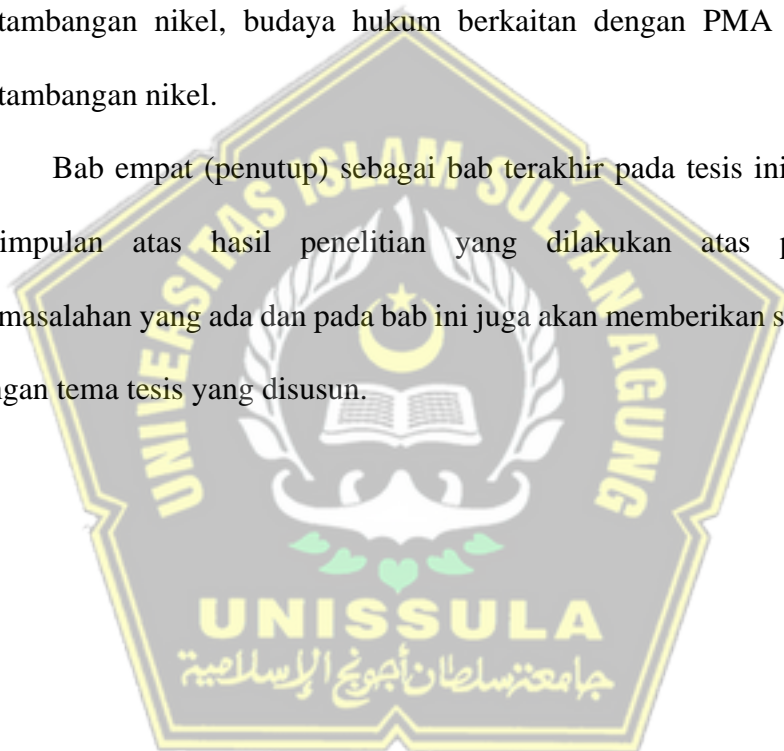 tambangan nikel, budaya hukum berkaitan dengan PMA
tambangan nikel.
Bab empat (penutup) sebagai bab terakhir pada tesis ini
impulan atas hasil penelitian yang dilakukan atas p
masalahan yang ada dan pada bab ini juga akan memberikan s
ngan tema tesis yang disusun.
UNIVERSITAS ISLAM SULTAN AGUNG
UNISSULA
جامعة سلطان أجونج الإسلامية